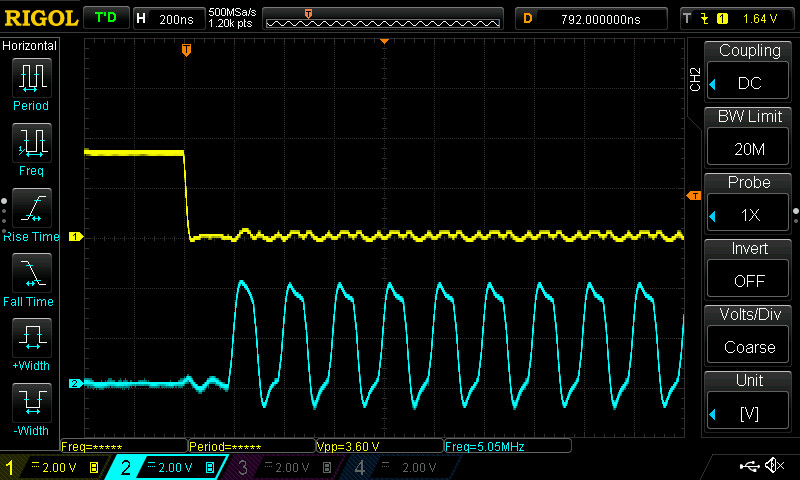 RIGOL T'D H 200ns 500MSa/s D 792.000000ns T 1 1.64 V
1.20k pts
Horizontal
Period
Freq
Rise Time
Fall Time
+Width
-Width
T
T
1
2
CH2
Coupling
DC
BW Limit
20M
Probe
1X
Invert
OFF
Volts/Div
Coarse
Unit
[V]
Freq=***** Period=***** Vpp=3.60 V Freq=5.05MHz
1 2.00 V B 2 2.00 V B 3 2.00 V B 4 2.00 V